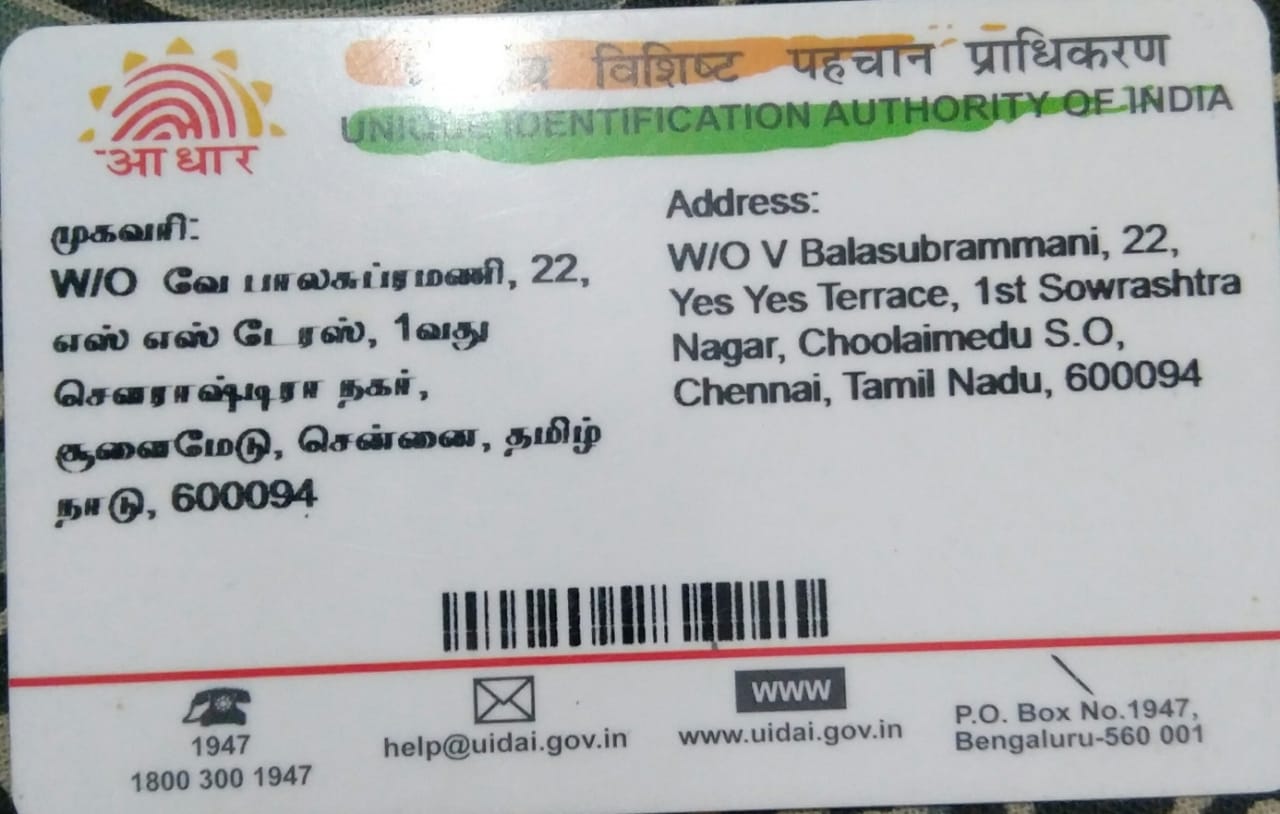 विशिष्ट पहचान प्राधिकरण
UNIQUE IDENTIFICATION AUTHORITY OF INDIA
आधार
முகவரி:
W/O வே பாலசுப்ரமணி, 22,
எஸ் எஸ் டேரஸ், 1வது
சௌராஷ்டிரா நகர்,
சூளைமேடு, சென்னை, தமிழ்
நாடு, 600094
Address:
W/O V Balasubrammani, 22,
Yes Yes Terrace, 1st Sowrashtra
Nagar, Choolaimedu S.O,
Chennai, Tamil Nadu, 600094
1947
1800 300 1947
help@uidai.gov.in
WWW
www.uidai.gov.in
P.O. Box No.1947,
Bengaluru-560 001